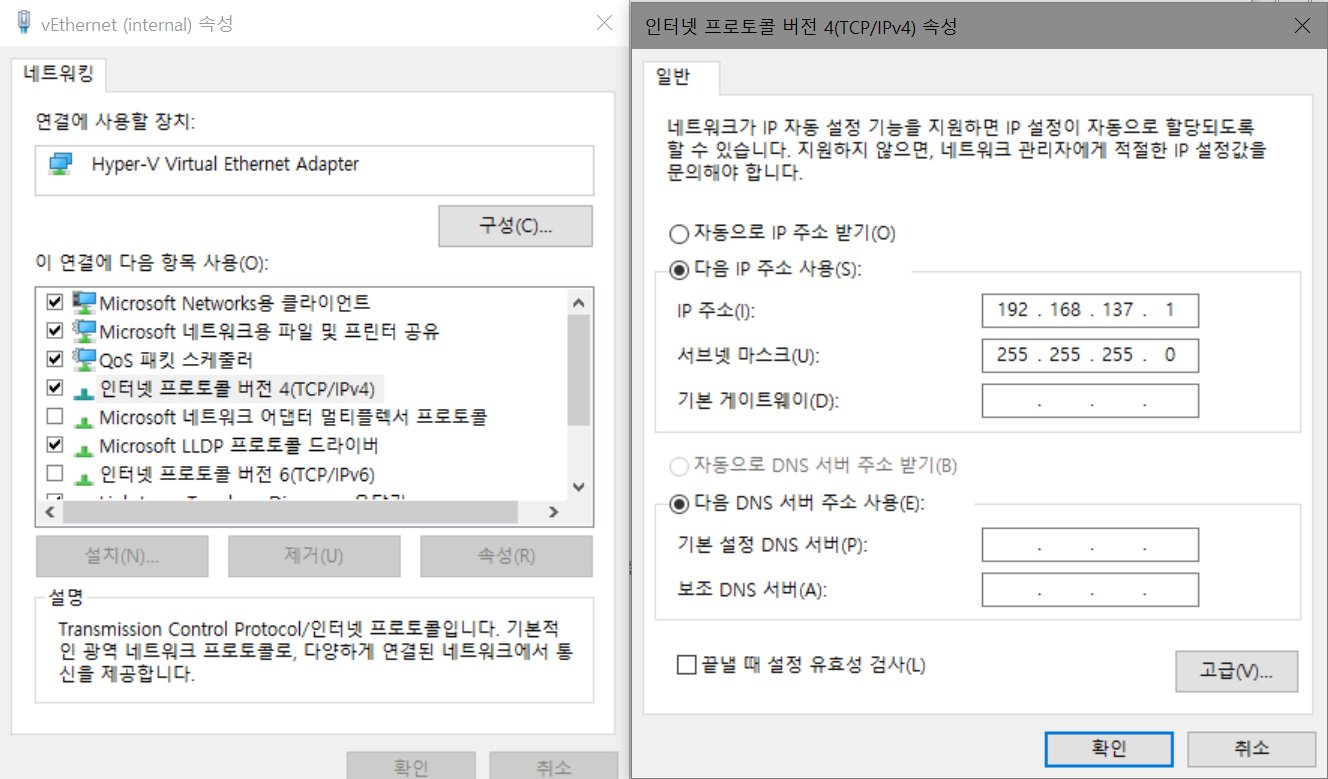 vEthernet (internal) 속성
네트워킹
연결에 사용할 장치:
Hyper-V Virtual Ethernet Adapter
구성(C)...
이 연결에 다음 항목 사용(O):
Microsoft Networks용 클라이언트
Microsoft 네트워크용 파일 및 프린터 공유
QoS 패킷 스케줄러
인터넷 프로토콜 버전 4(TCP/IPv4)
Microsoft 네트워크 어댑터 멀티플렉서 프로토콜
Microsoft LLDP 프로토콜 드라이버
인터넷 프로토콜 버전 6(TCP/IPv6)
설치(N)...
제거(U)
속성(R)
설명
Transmission Control Protocol/인터넷 프로토콜입니다. 기본적
인 광역 네트워크 프로토콜로, 다양하게 연결된 네트워크에서 통
신을 제공합니다.
확인
취소
인터넷 프로토콜 버전 4(TCP/IPv4) 속성
일반
네트워크가 IP 자동 설정 기능을 지원하면 IP 설정이 자동으로 할당되도록
할 수 있습니다. 지원하지 않으면, 네트워크 관리자에게 적절한 IP 설정값을
문의해야 합니다.
자동으로 IP 주소 받기(O)
다음 IP 주소 사용(S):
IP 주소(I): 192 . 168 . 137 . 1
서브넷 마스크(U): 255 . 255 . 255 . 0
기본 게이트웨이(D): . . .
자동으로 DNS 서버 주소 받기(B)
다음 DNS 서버 주소 사용(E):
기본 설정 DNS 서버(P): . . .
보조 DNS 서버(A): . . .
끝낼 때 설정 유효성 검사(L)
고급(V)...
확인
취소